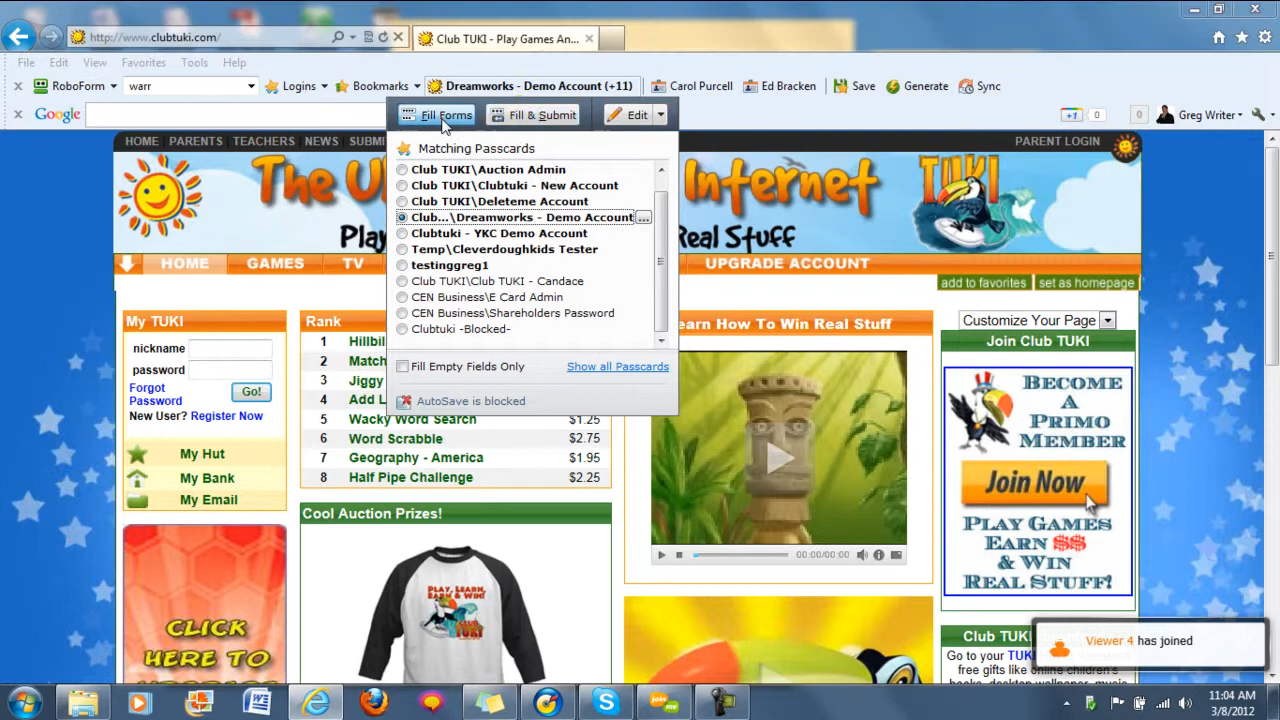 http://www.clubtuki.com/
Club TUKI - Play Games An...
File Edit View Favorites Tools Help
RoboForm warr Logins Bookmarks Dreamworks - Demo Account (+11) Carol Purcell Ed Bracken Save Generate Sync
Google +1 0 0 Greg Writer
Fill Forms Fill & Submit Edit
HOME PARENTS TEACHERS NEWS SUBMI PARENT LOGIN
Matching Passcards
Club TUKI\Auction Admin
Club TUKI\Clubtuki - New Account
Club TUKI\Deleteme Account
Club...\Dreamworks - Demo Account ...
Clubtuki - YKC Demo Account
Temp\Cleverdoughkids Tester
testinggreg1
Club TUKI\Club TUKI - Candace
CEN Business\E Card Admin
CEN Business\Shareholders Password
Clubtuki -Blocked-
Fill Empty Fields Only Show all Passcards
AutoSave is blocked
The Internet
TUKI
Play Real Stuff
HOME GAMES TV UPGRADE ACCOUNT
add to favorites set as homepage
My TUKI
nickname
password
Forgot
Password
Go!
New User? Register Now
My Hut
My Bank
My Email
CLICK
HERE TO
Rank
1 Hillbil
2 Match
3 Jiggy
4 Add L
5 Wacky Word Search $1.25
6 Word Scrabble $2.75
7 Geography - America $1.95
8 Half Pipe Challenge $2.25
Cool Auction Prizes!
PLAY, LEARN,
EARN & WIN!
CLUB
TUKI
earn How To Win Real Stuff
00:00/00:00
Customize Your Page
Join Club TUKI
BECOME
A
PRIMO
MEMBER
Join Now
PLAY GAMES
EARN $$
& WIN
REAL STUFF!
Club TUKI
Go to your TUKI
free gifts like online children's
Viewer 4 has joined
join me
11:04 AM
3/8/2012